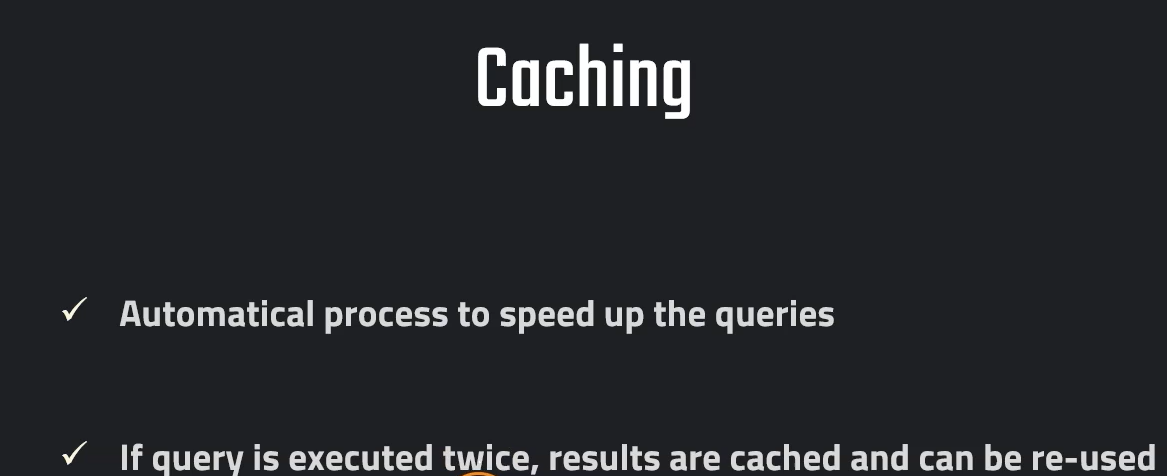 Caching
✓ Automatical process to speed up the queries
✓ If query is executed twice, results are cached and can be re-used